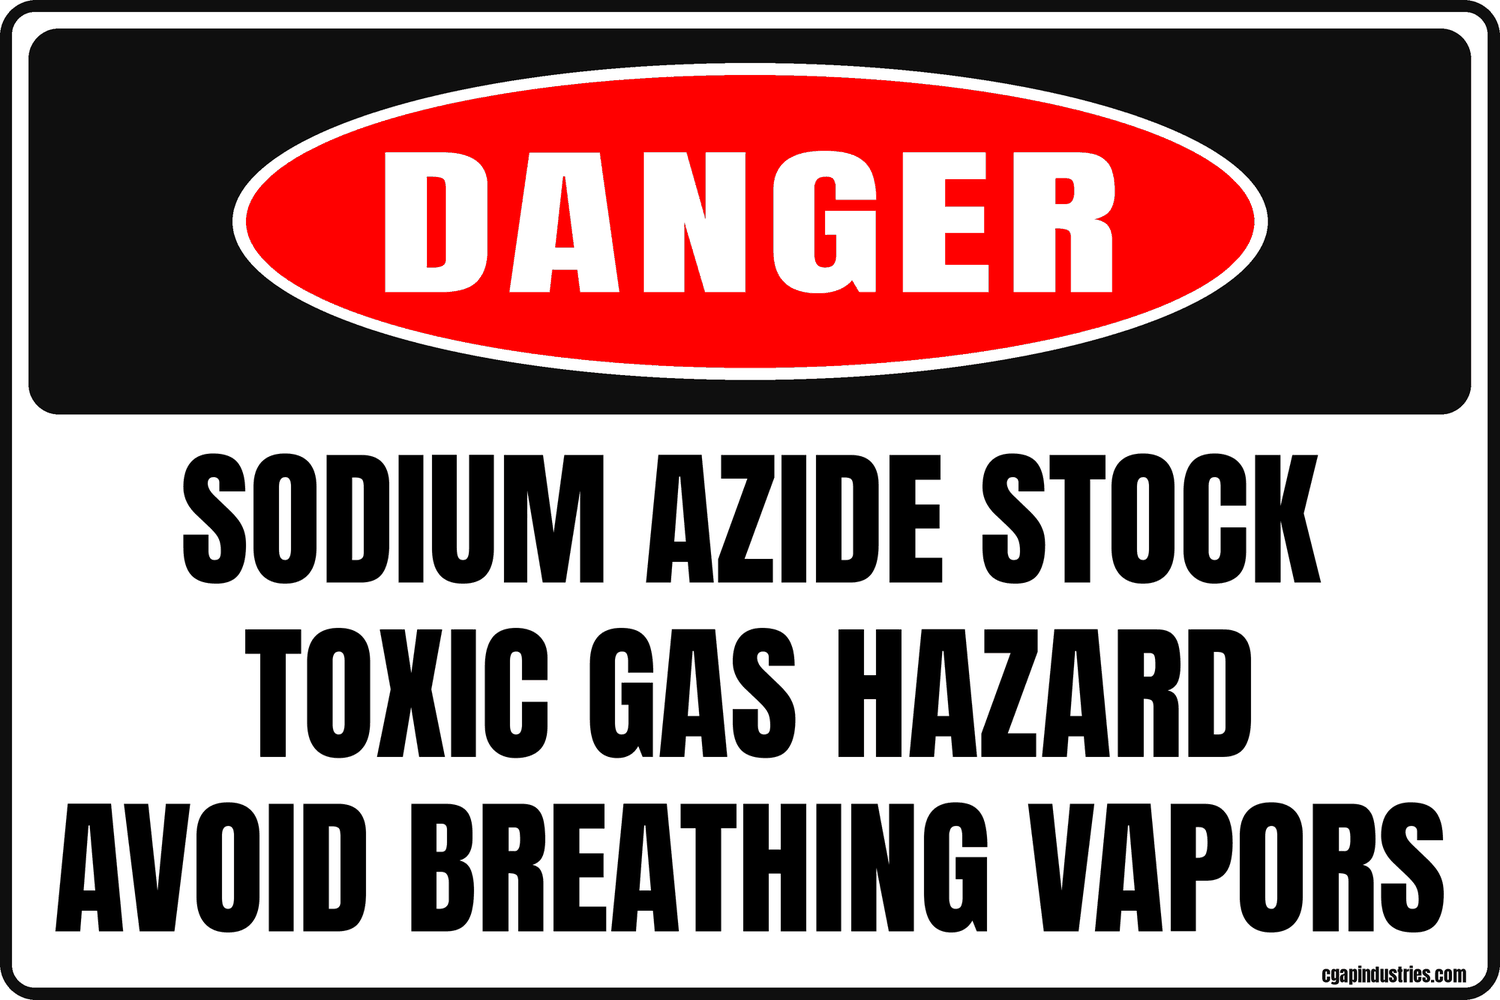 DANGER
SODIUM AZIDE STOCK
TOXIC GAS HAZARD
AVOID BREATHING VAPORS
cgapindustries.com